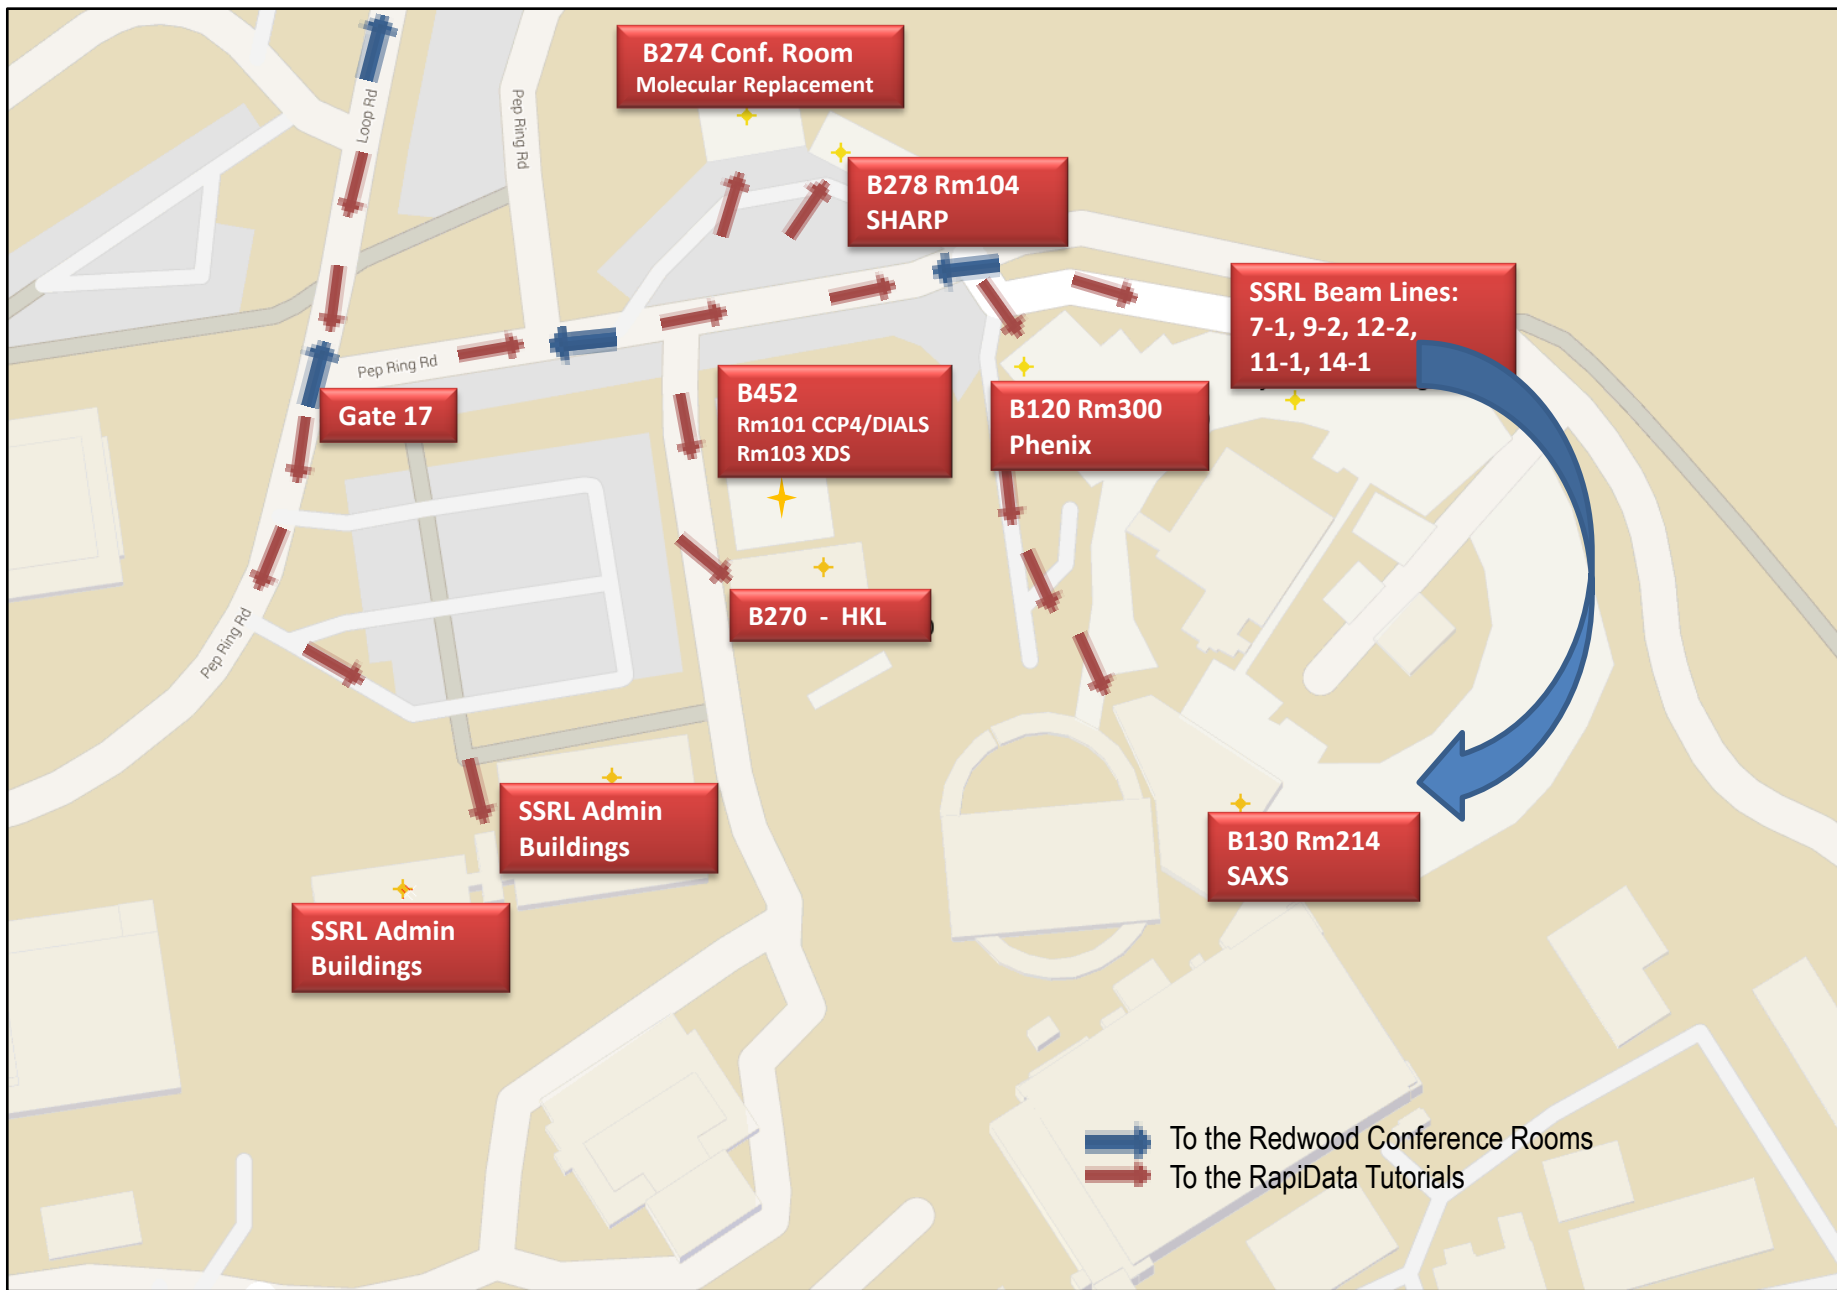 B274 Conf. Room
Molecular Replacement
Loop Rd
Pep Ring Rd
B278 Rm104
SHARP
SSRL Beam Lines:
7-1, 9-2, 12-2,
11-1, 14-1
Pep Ring Rd
Gate 17
B452
Rm101 CCP4/DIALS
Rm103 XDS
B120 Rm300
Phenix
B270 - HKL
Pep Ring Rd
SSRL Admin
Buildings
B130 Rm214
SAXS
SSRL Admin
Buildings
To the Redwood Conference Rooms
To the RapiData Tutorials